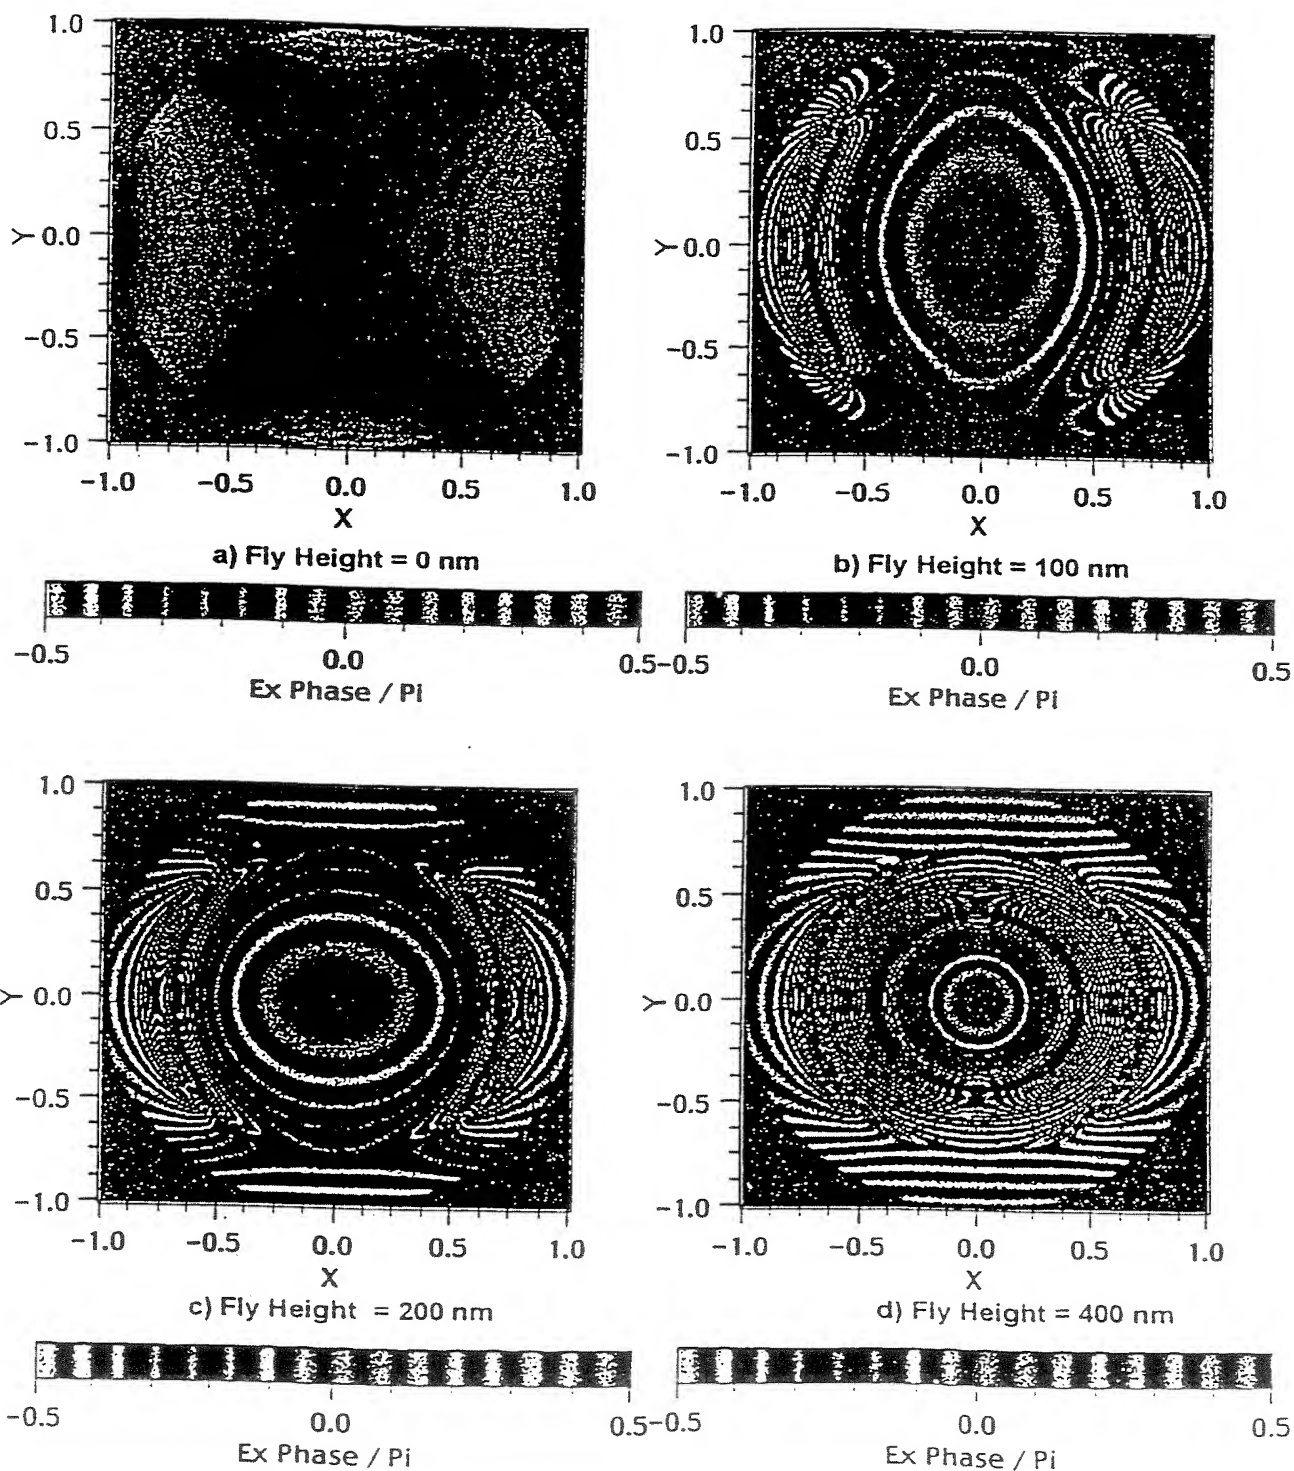 1.0
0.5
Y 0.0
-0.5
-1.0
-1.0 -0.5 0.0 0.5 1.0
X
a) Fly Height = 0 nm
-0.5 0.0 0.5
Ex Phase / Pi
1.0
0.5
Y 0.0
-0.5
-1.0
-1.0 -0.5 0.0 0.5 1.0
X
b) Fly Height = 100 nm
-0.5 0.0 0.5
Ex Phase / Pi
1.0
0.5
Y 0.0
-0.5
-1.0
-1.0 -0.5 0.0 0.5 1.0
X
c) Fly Height = 200 nm
-0.5 0.0 0.5
Ex Phase / Pi
1.0
0.5
Y 0.0
-0.5
-1.0
-1.0 -0.5 0.0 0.5 1.0
X
d) Fly Height = 400 nm
-0.5 0.0 0.5
Ex Phase / Pi